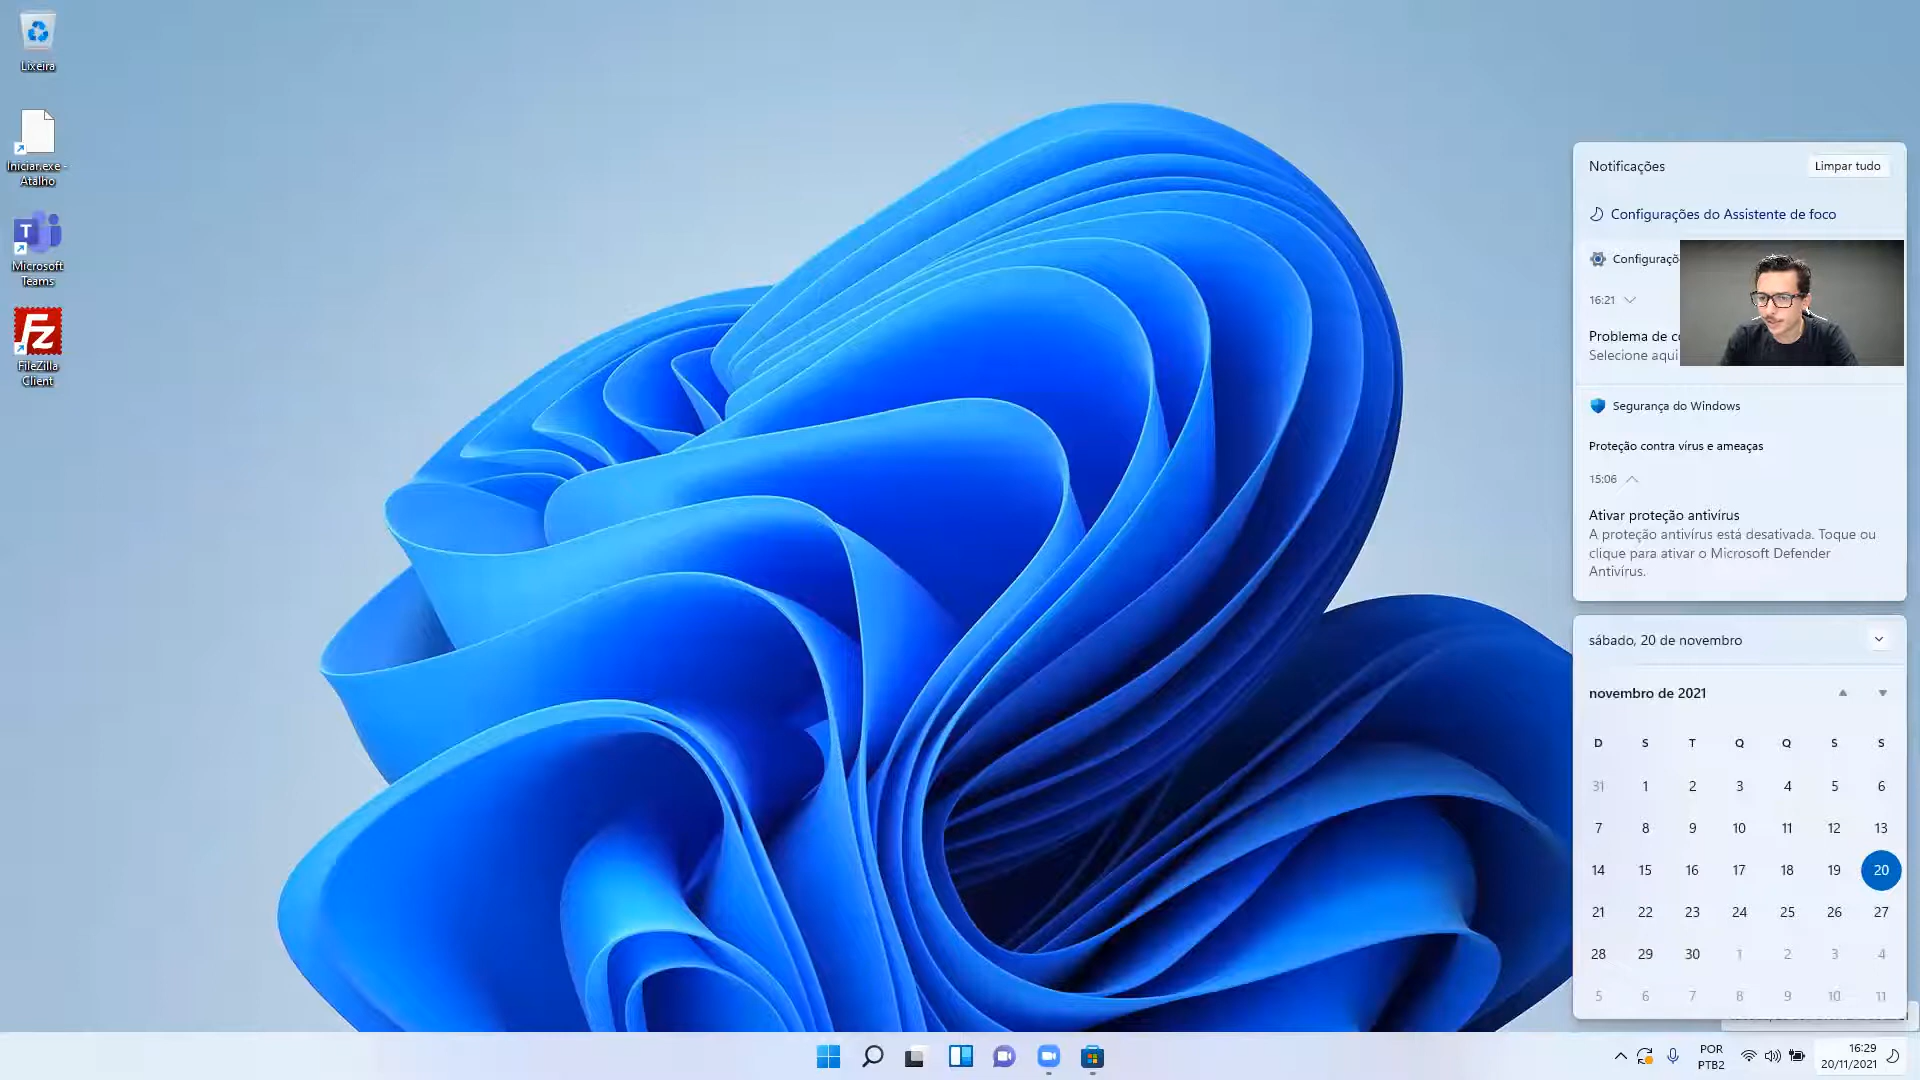 Lixeira
Iniciar.exe -
Atalho
Microsoft
Teams
FileZilla
Client
Notificações
Limpar tudo
Configurações do Assistente de foco
16:21
Problema de
Selecione aqui
Segurança do Windows
Proteção contra vírus e ameaças
15:06
Ativar proteção antivírus
A proteção antivírus está desativada. Toque ou
clique para ativar o Microsoft Defender
Antivírus.
sábado, 20 de novembro
novembro de 2021
D S T Q Q S S
31 1 2 3 4 5 6
7 8 9 10 11 12 13
14 15 16 17 18 19 20
21 22 23 24 25 26 27
28 29 30 1 2 3 4
5 6 7 8 9 10 11
POR
PTB2
16:29
20/11/2021